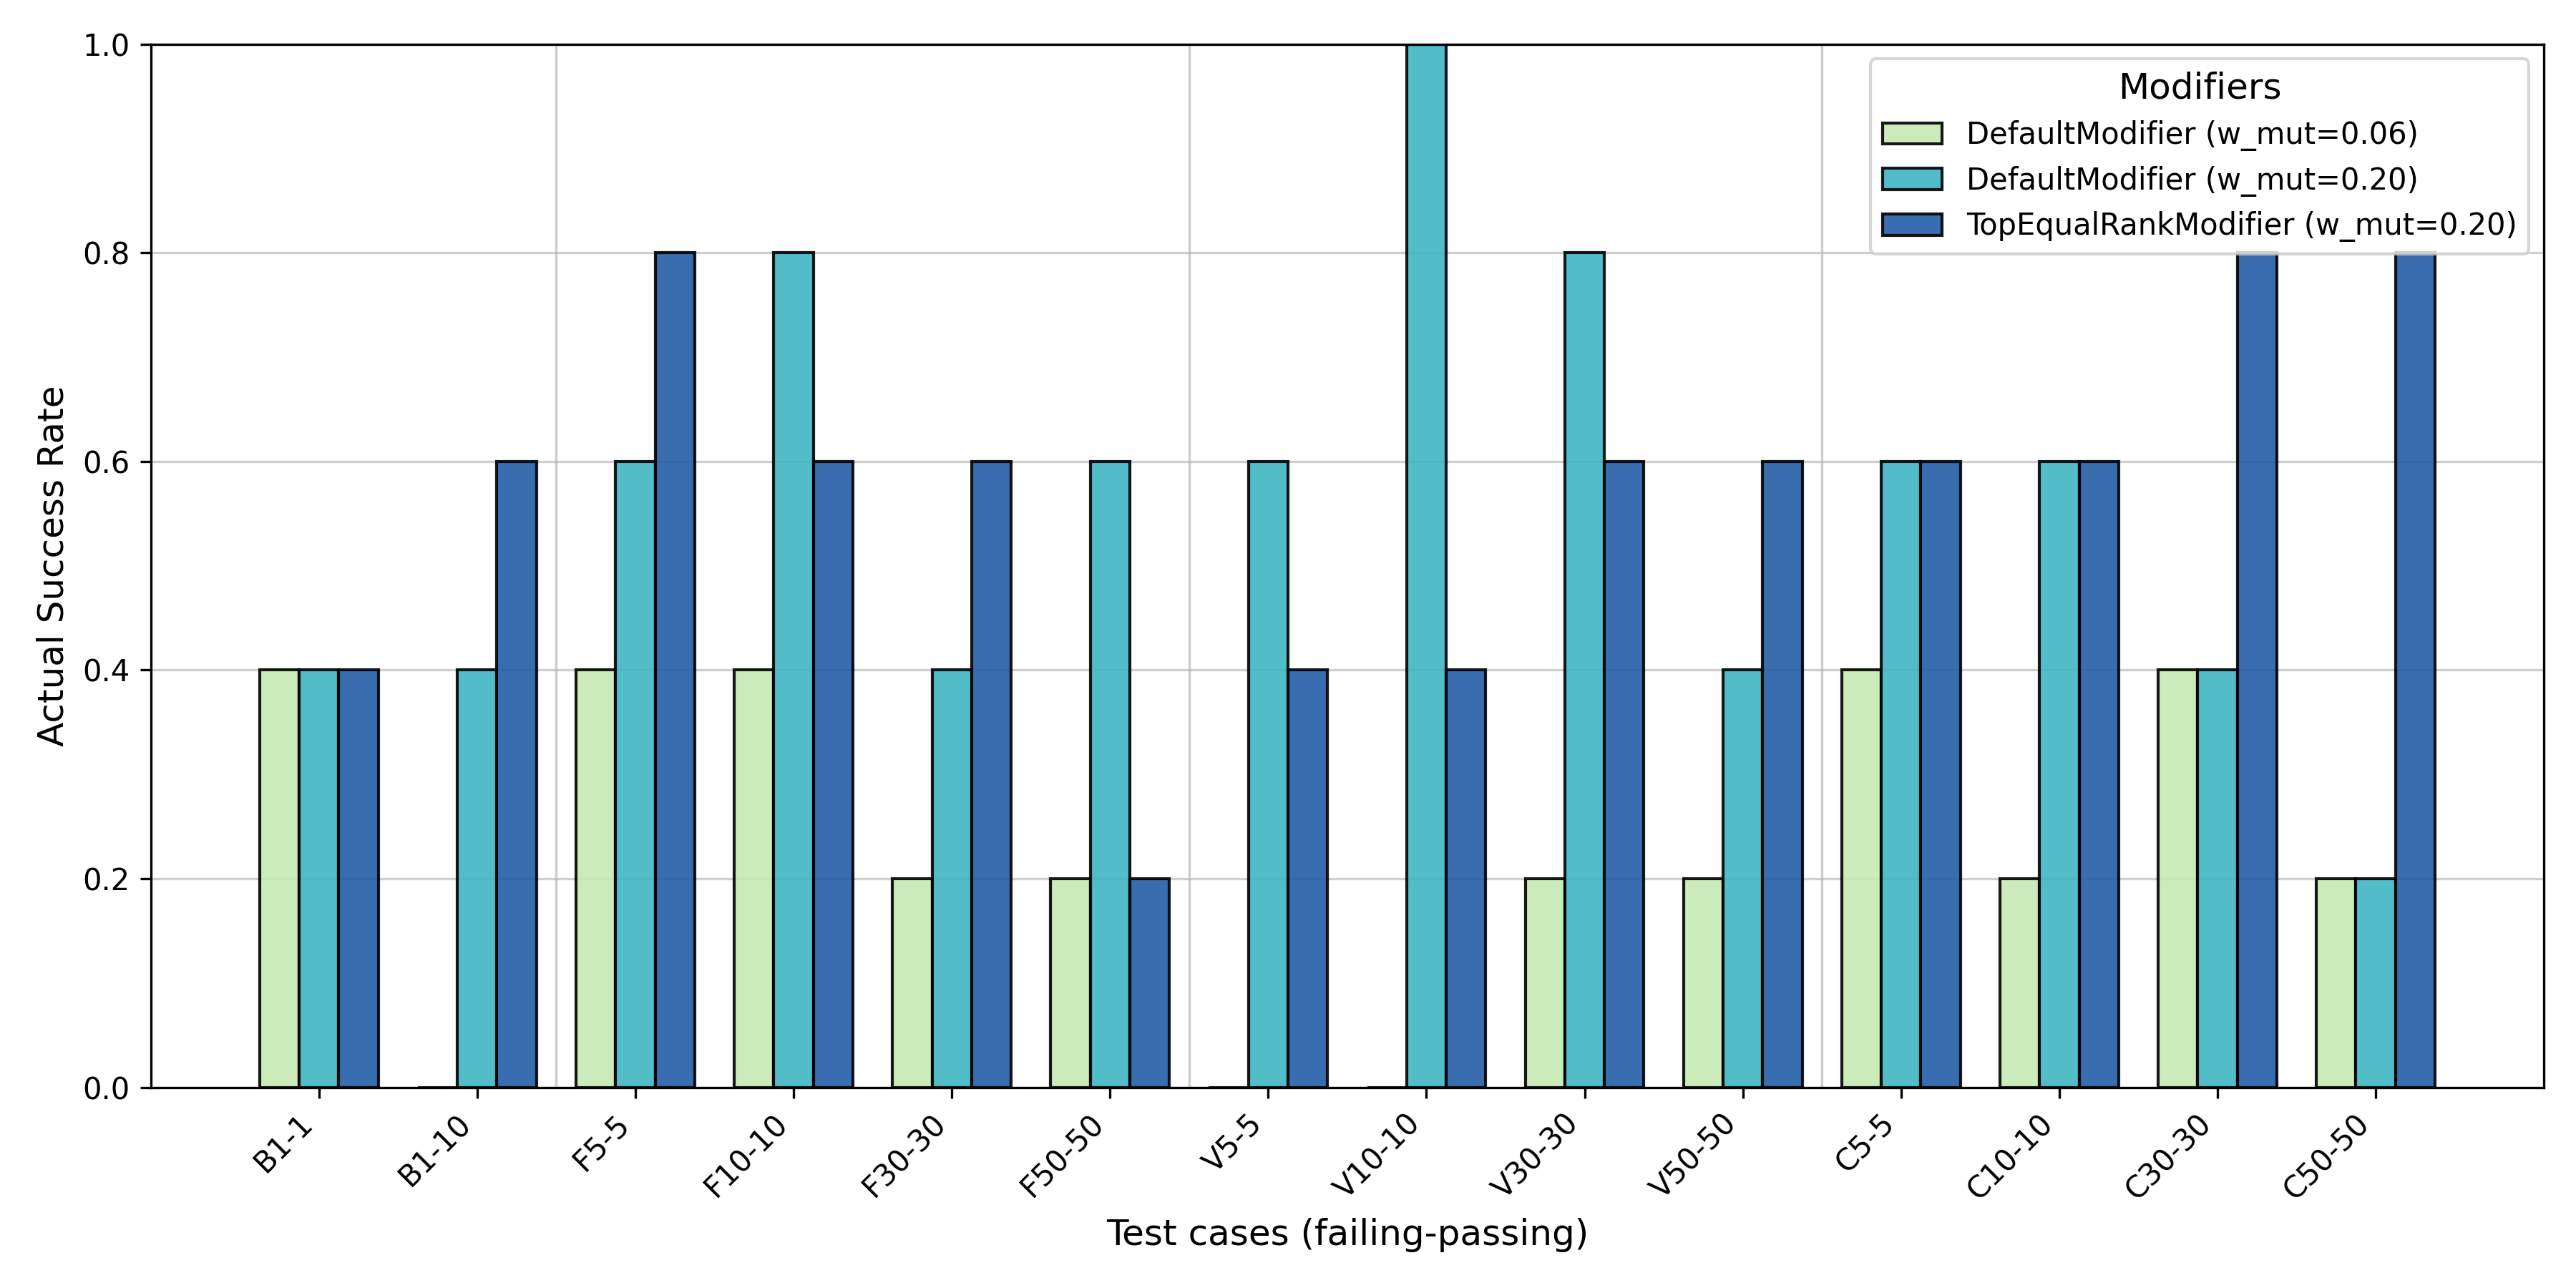 Actual Success Rate
1.0
0.8
0.6
0.4
0.2
0.0
Modifiers
DefaultModifier (w_mut=0.06)
DefaultModifier (w_mut=0.20)
TopEqualRankModifier (w_mut=0.20)
B1-1
B1-10
F5-5
F10-10
F30-30
F50-50
V5-5
V10-10
V30-30
V50-50
C5-5
C10-10
C30-30
C50-50
Test cases (failing-passing)